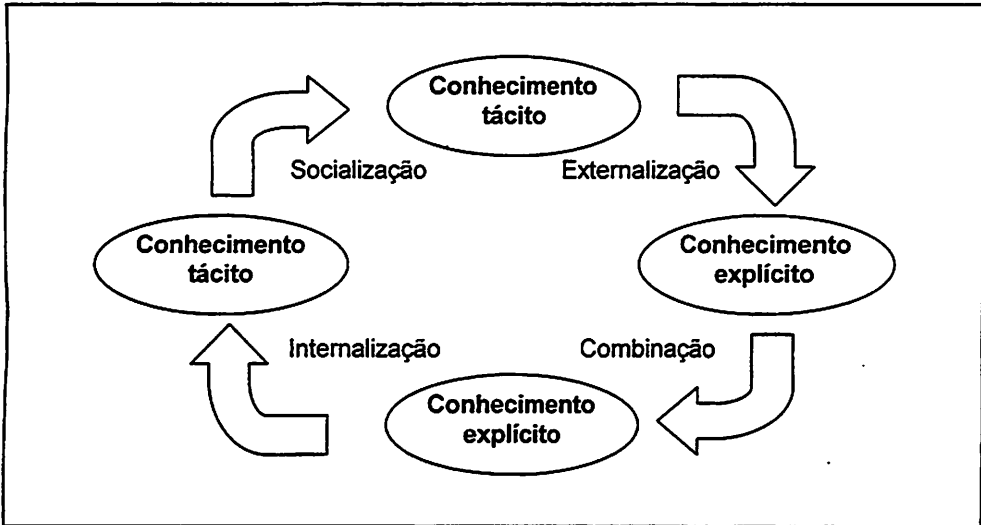 Conhecimento
tácito
Socialização
Externalização
Conhecimento
tácito
Conhecimento
explícito
Internalização
Combinação
Conhecimento
explícito